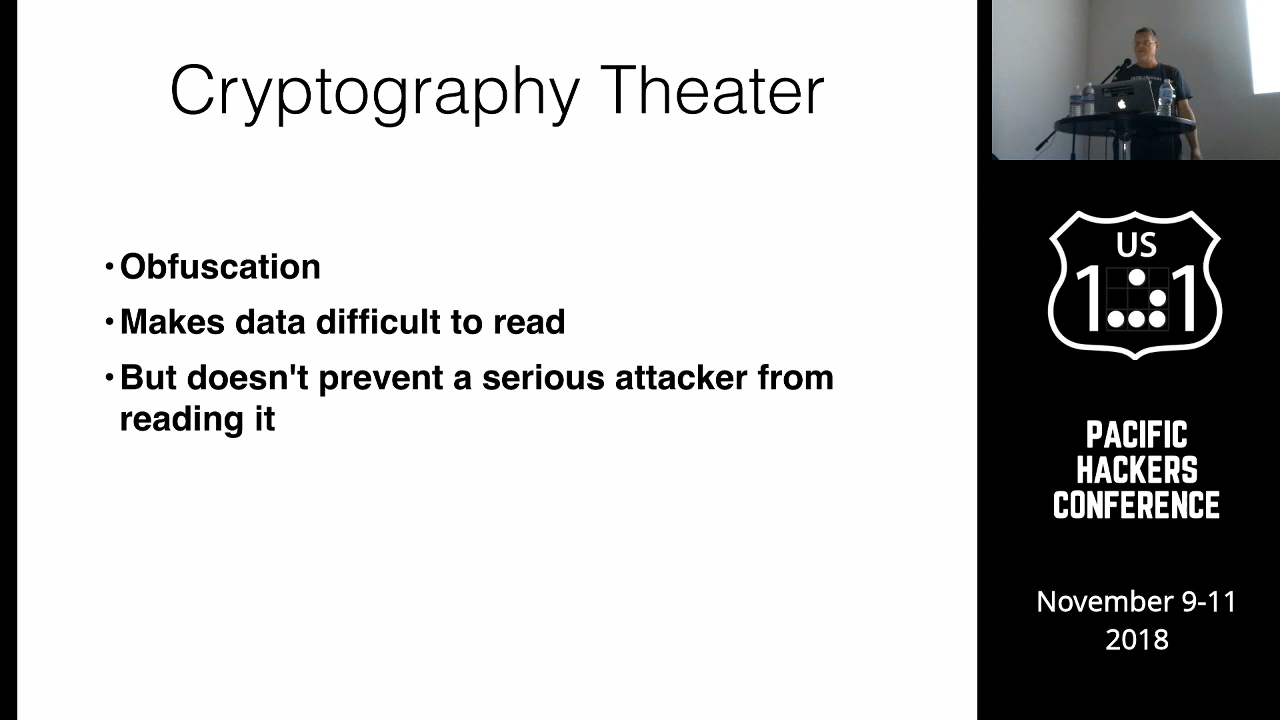 Cryptography Theater
• Obfuscation
• Makes data difficult to read
• But doesn't prevent a serious attacker from
reading it
US
1 1
PACIFIC
HACKERS
CONFERENCE
November 9-11
2018